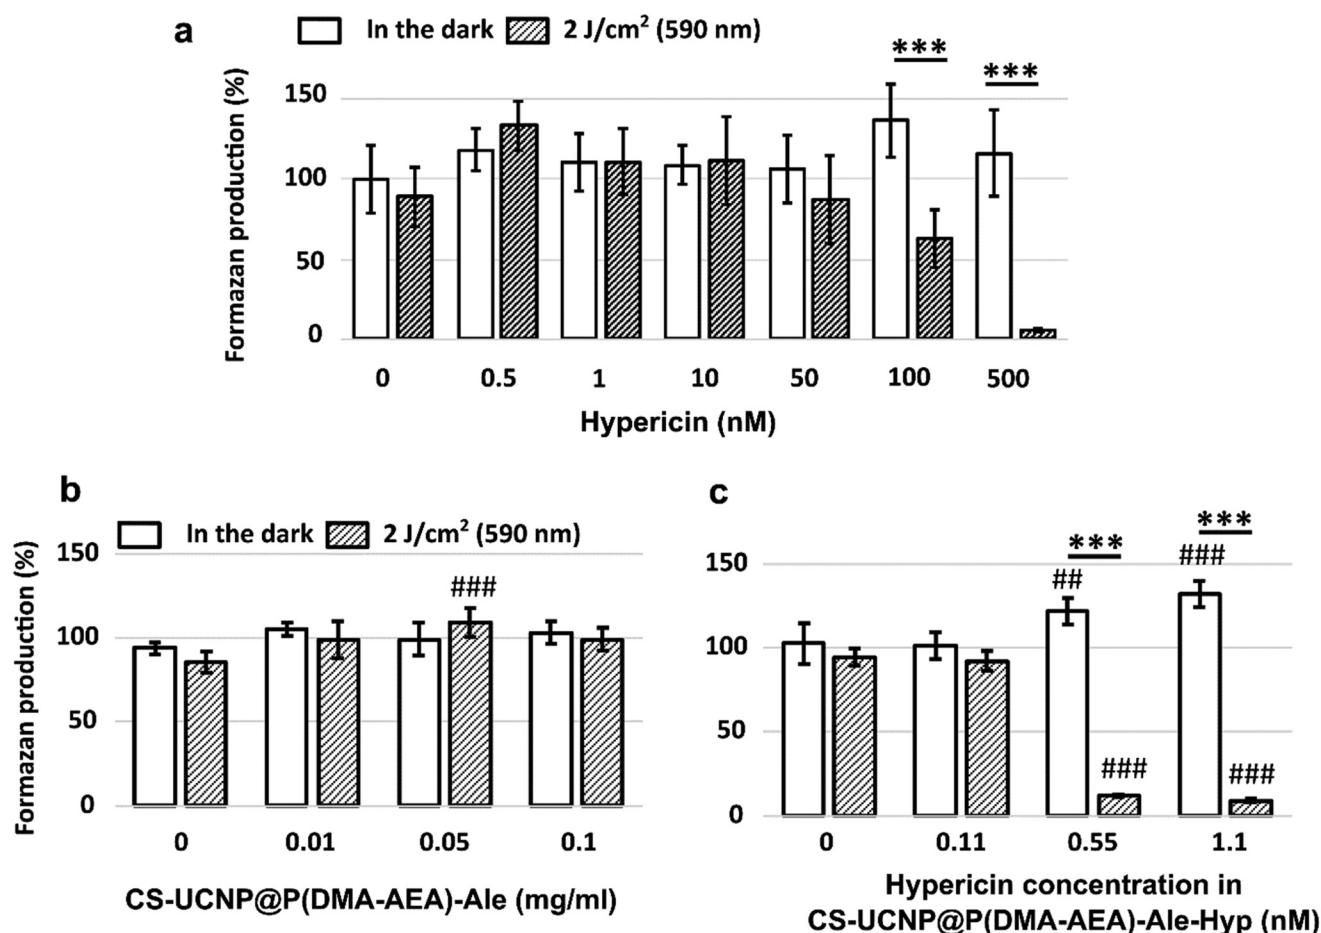 a
In the dark 2 J/cm² (590 nm)
***
***
Formazan production (%)
150
100
50
0
0 0.5 1 10 50 100 500
Hypericin (nM)
b
In the dark 2 J/cm² (590 nm)
Formazan production (%)
150
100
50
0
###
0 0.01 0.05 0.1
CS-UCNP@P(DMA-AEA)-Ale (mg/ml)
c
***
***
150
100
50
0
##
###
###
###
0 0.11 0.55 1.1
Hypericin concentration in
CS-UCNP@P(DMA-AEA)-Ale-Hyp (nM)